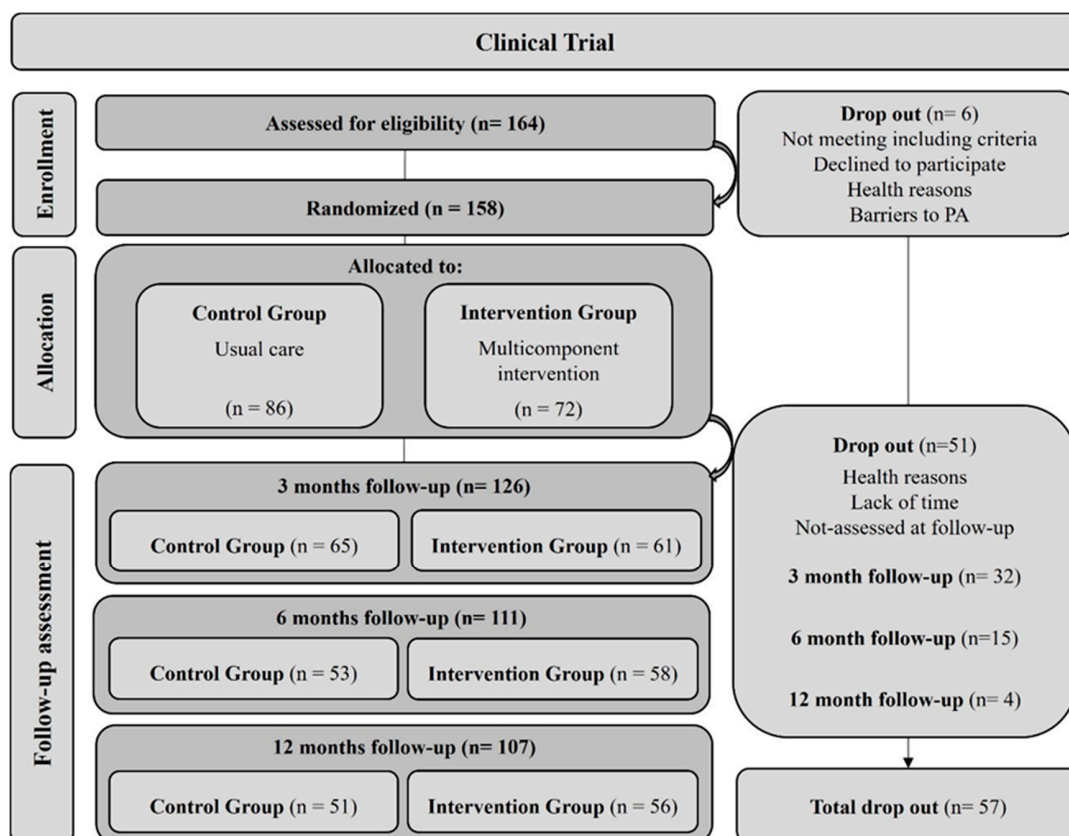 Clinical Trial
Enrollment
Assessed for eligibility (n= 164)
Randomized (n = 158)
Drop out (n= 6)
Not meeting including criteria
Declined to participate
Health reasons
Barriers to PA
Allocation
Allocated to:
Control Group
Usual care
(n = 86)
Intervention Group
Multicomponent
intervention
(n = 72)
Drop out (n=51)
Health reasons
Lack of time
Not-assessed at follow-up
3 month follow-up (n= 32)
6 month follow-up (n=15)
12 month follow-up (n= 4)
Follow-up assessment
3 months follow-up (n= 126)
Control Group (n = 65)
Intervention Group (n = 61)
6 months follow-up (n= 111)
Control Group (n = 53)
Intervention Group (n = 58)
12 months follow-up (n= 107)
Control Group (n = 51)
Intervention Group (n = 56)
Total drop out (n= 57)